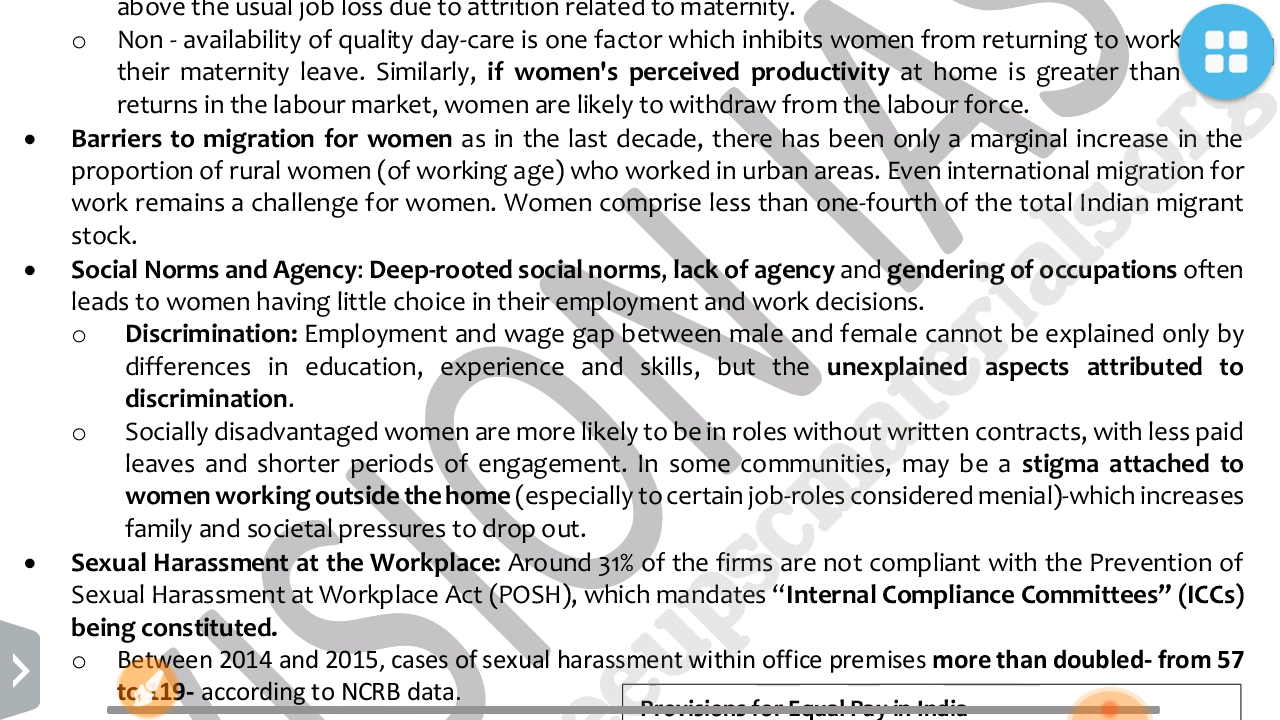 above the usual job loss due to attrition related to maternity.
o Non - availability of quality day-care is one factor which inhibits women from returning to work
their maternity leave. Similarly, if women's perceived productivity at home is greater than
returns in the labour market, women are likely to withdraw from the labour force.
• Barriers to migration for women as in the last decade, there has been only a marginal increase in the
proportion of rural women (of working age) who worked in urban areas. Even international migration for
work remains a challenge for women. Women comprise less than one-fourth of the total Indian migrant
stock.
• Social Norms and Agency: Deep-rooted social norms, lack of agency and gendering of occupations often
leads to women having little choice in their employment and work decisions.
o Discrimination: Employment and wage gap between male and female cannot be explained only by
differences in education, experience and skills, but the unexplained aspects attributed to
discrimination.
o Socially disadvantaged women are more likely to be in roles without written contracts, with less paid
leaves and shorter periods of engagement. In some communities, may be a stigma attached to
women working outside the home (especially to certain job-roles considered menial)-which increases
family and societal pressures to drop out.
• Sexual Harassment at the Workplace: Around 31% of the firms are not compliant with the Prevention of
Sexual Harassment at Workplace Act (POSH), which mandates “Internal Compliance Committees” (ICCs)
being constituted.
o Between 2014 and 2015, cases of sexual harassment within office premises more than doubled- from 57
to 119- according to NCRB data.
Provisions for Equal Pay in India
VISION IAS